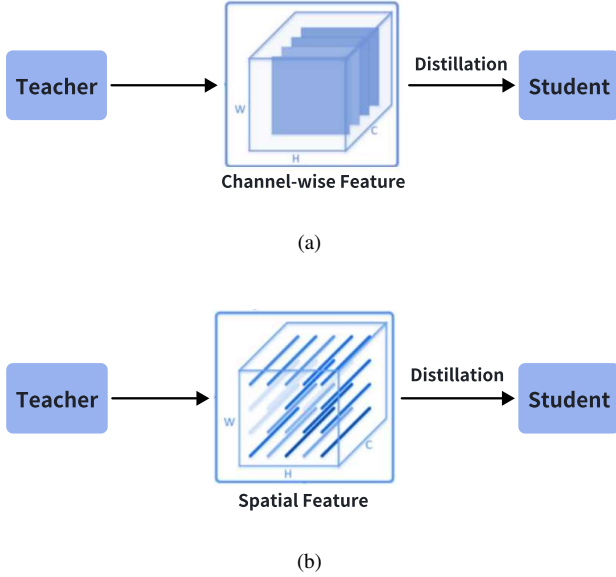 Teacher
W
H
C
Channel-wise Feature
Distillation
Student
(a)
Teacher
W
H
C
Spatial Feature
Distillation
Student
(b)